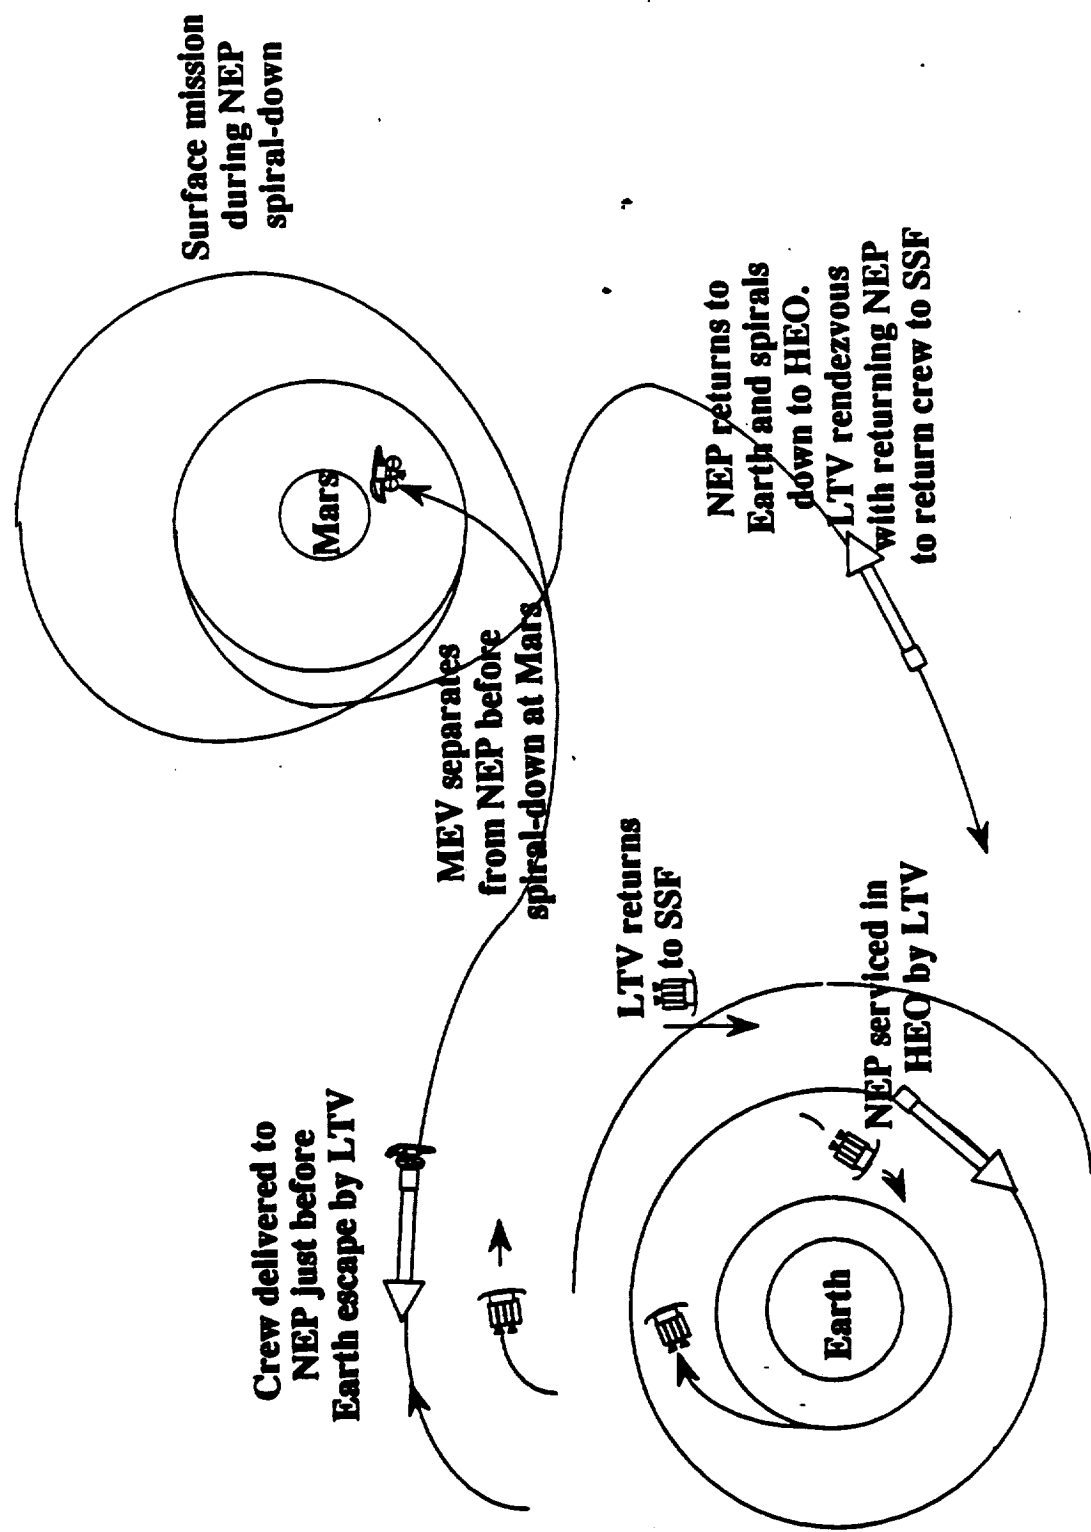 Crew delivered to
NEP just before
Earth escape by LTV
Surface mission
during NEP
spiral-down
Mars
MEV separates
from NEP before
spiral-down at Mars
LTV returns
to SSF
NEP returns to
Earth and spirals
down to HEO.
LTV rendezvous
with returning NEP
to return crew to SSF
Earth
NEP serviced in
HEO by LTV